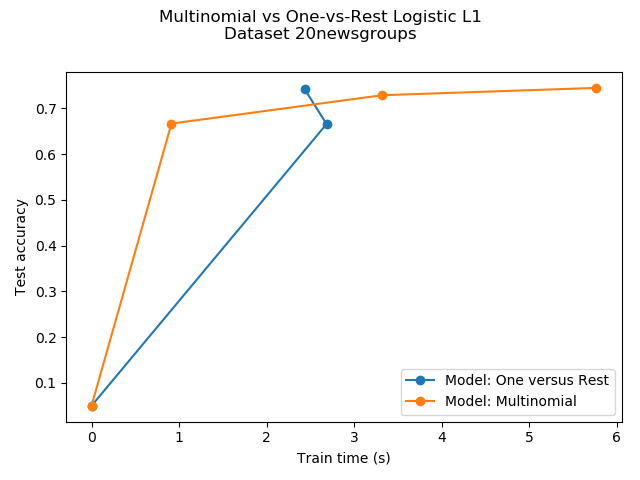 Multinomial vs One-vs-Rest Logistic L1
Dataset 20newsgroups
0.7
0.6
0.5
0.4
0.3
0.2
0.1
Test accuracy
Model: One versus Rest
Model: Multinomial
0 1 2 3 4 5 6
Train time (s)